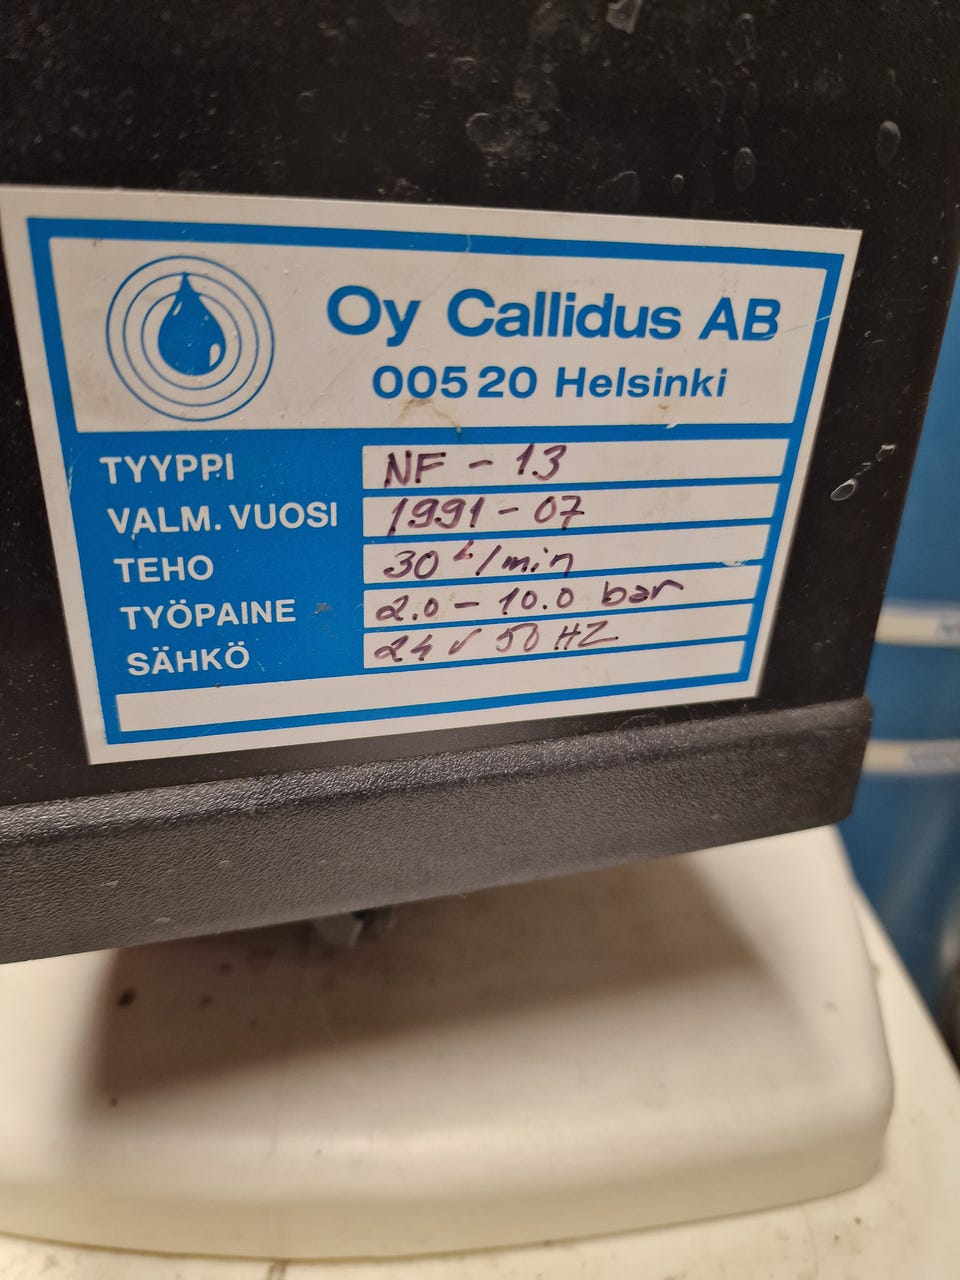 Oy Callidus AB
00520 Helsinki
TYYPPI NF - 13
VALM. VUOSI 1991 - 07
TEHO 30 L/min
TYÖPAINE 2.0 - 10.0 bar
SÄHKÖ 24 V 50 HZ